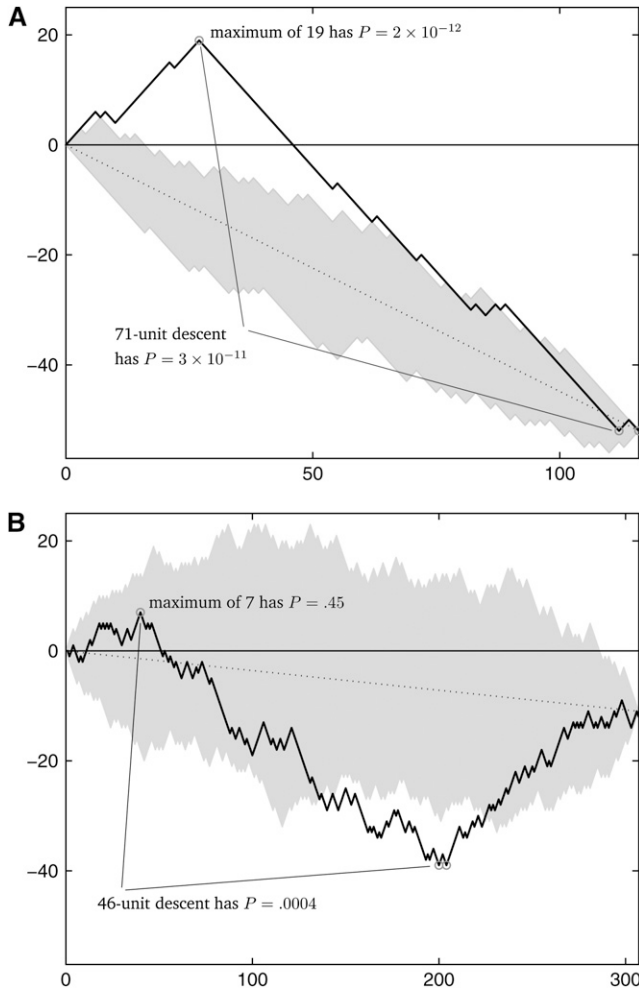 A
20
maximum of 19 has P = 2 × 10⁻¹²
0
−20
71-unit descent
has P = 3 × 10⁻¹¹
−40
0 50 100
B
20
maximum of 7 has P = .45
0
−20
−40
46-unit descent has P = .0004
0 100 200 300